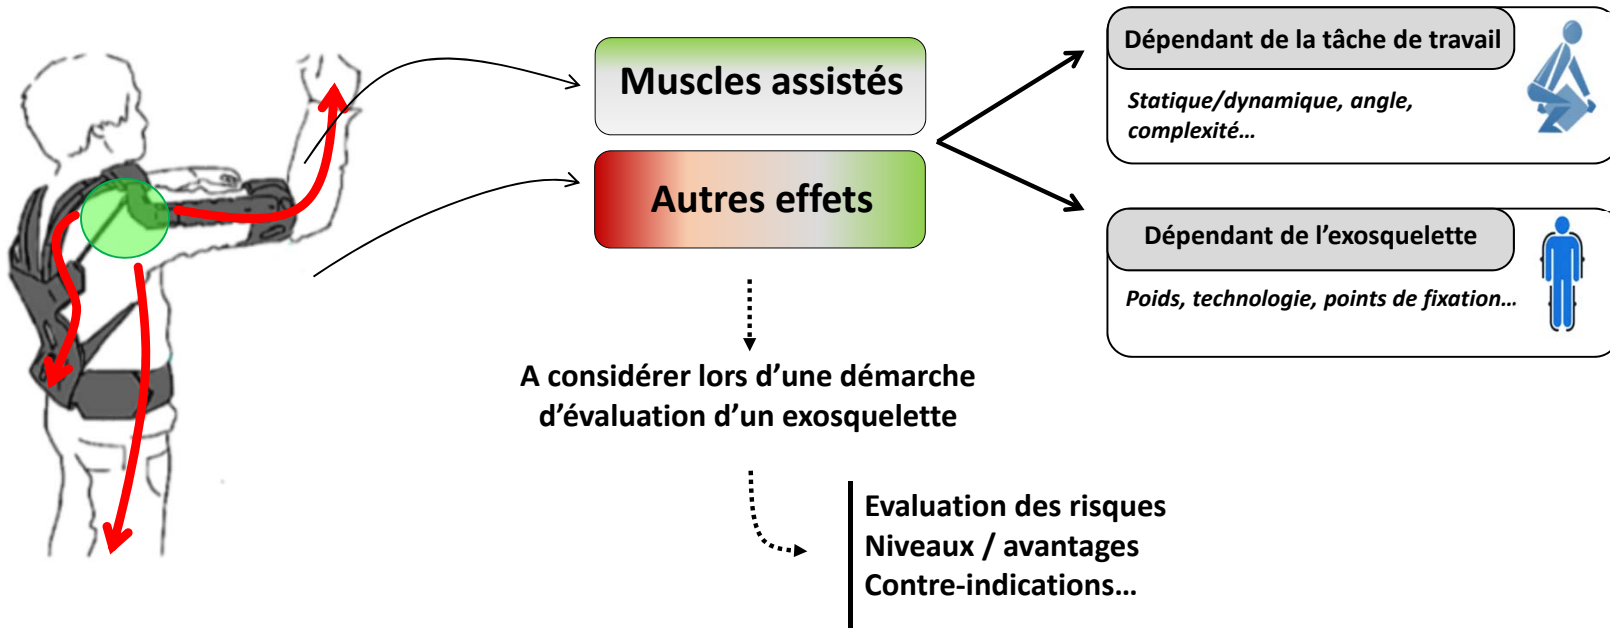 Muscles assistés
Autres effets
A considérer lors d’une démarche
d’évaluation d’un exosquelette
Evaluation des risques
Niveaux / avantages
Contre-indications…
Dépendant de la tâche de travail
Statique/dynamique, angle,
complexité…
Dépendant de l’exosquelette
Poids, technologie, points de fixation…